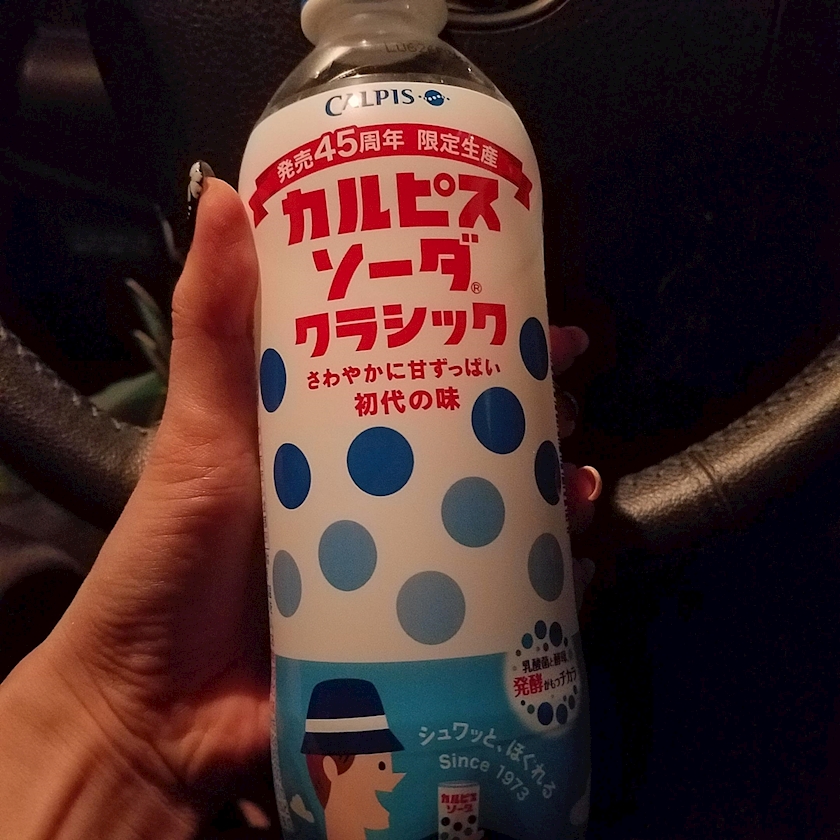 CALPIS
発売45周年 限定生産
カルピス
ソーダ®
クラシック
さわやかに甘ずっぱい
初代の味
乳酸菌と酵母
発酵がもつチカラ
シュワッと、ほぐれる
Since 1973
カルピス
ソーダ